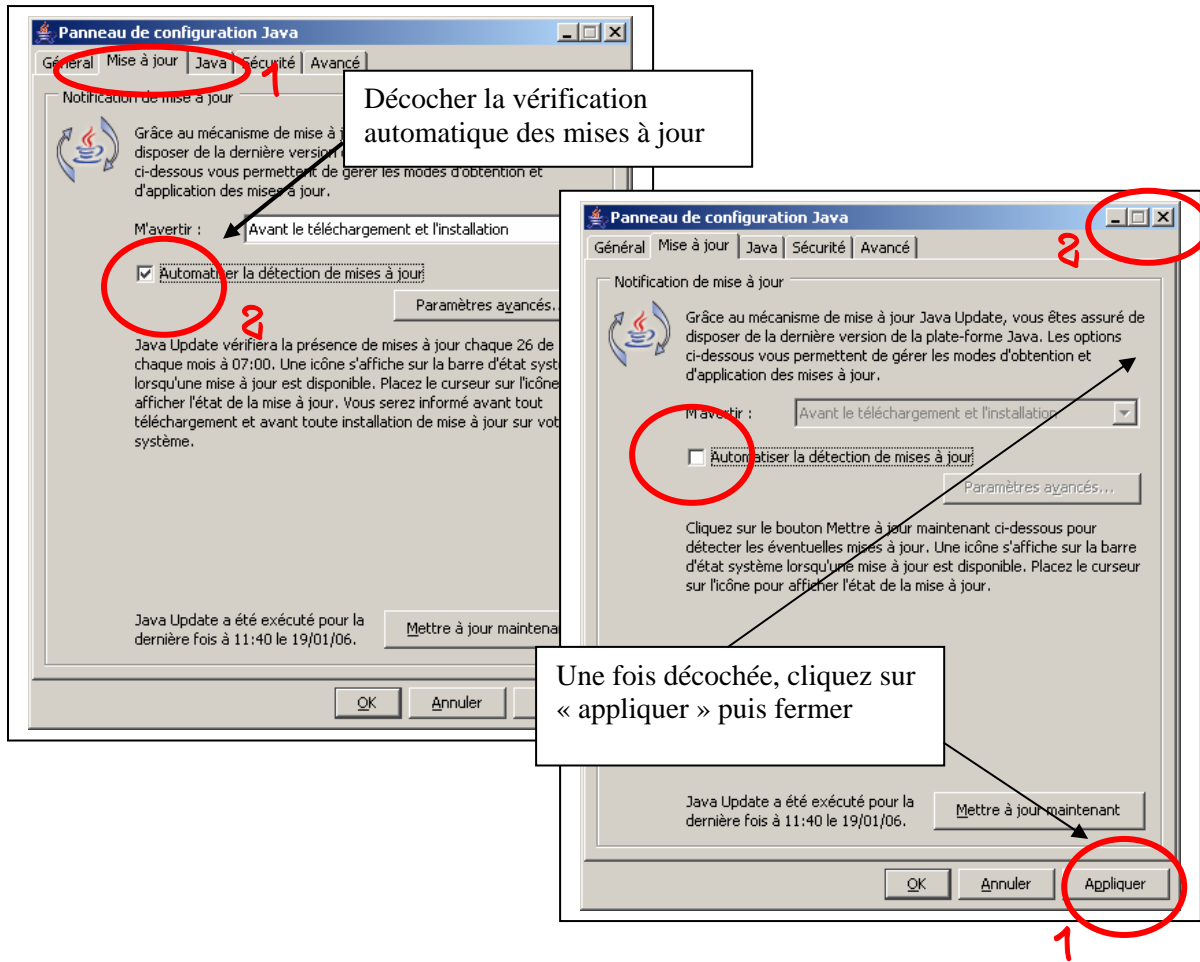 Panneau de configuration Java
Général Mise à jour Java Sécurité Avancé
1
Notification de mise à jour
Décocher la vérification
automatique des mises à jour
Grâce au mécanisme de mise à j
disposer de la dernière version
ci-dessous vous permettent de gérer les modes d'obtention et
d'application des mises à jour.
M'avertir : Avant le téléchargement et l'installation
Automatiser la détection de mises à jour
Paramètres avancés..
2
Java Update vérifiera la présence de mises à jour chaque 26 de
chaque mois à 07:00. Une icône s'affiche sur la barre d'état syst
lorsqu'une mise à jour est disponible. Placez le curseur sur l'icône
afficher l'état de la mise à jour. Vous serez informé avant tout
téléchargement et avant toute installation de mise à jour sur vot
système.
Java Update a été exécuté pour la
dernière fois à 11:40 le 19/01/06.
Mettre à jour maintena
OK Annuler
Panneau de configuration Java
2
Général Mise à jour Java Sécurité Avancé
Notification de mise à jour
Grâce au mécanisme de mise à jour Java Update, vous êtes assuré de
disposer de la dernière version de la plate-forme Java. Les options
ci-dessous vous permettent de gérer les modes d'obtention et
d'application des mises à jour.
M'avertir : Avant le téléchargement et l'installation
Automatiser la détection de mises à jour
Paramètres avancés...
Cliquez sur le bouton Mettre à jour maintenant ci-dessous pour
détecter les éventuelles mises à jour. Une icône s'affiche sur la barre
d'état système lorsqu'une mise à jour est disponible. Placez le curseur
sur l'icône pour afficher l'état de la mise à jour.
Une fois décochée, cliquez sur
« appliquer » puis fermer
Java Update a été exécuté pour la
dernière fois à 11:40 le 19/01/06.
Mettre à jour maintenant
OK Annuler Appliquer
1